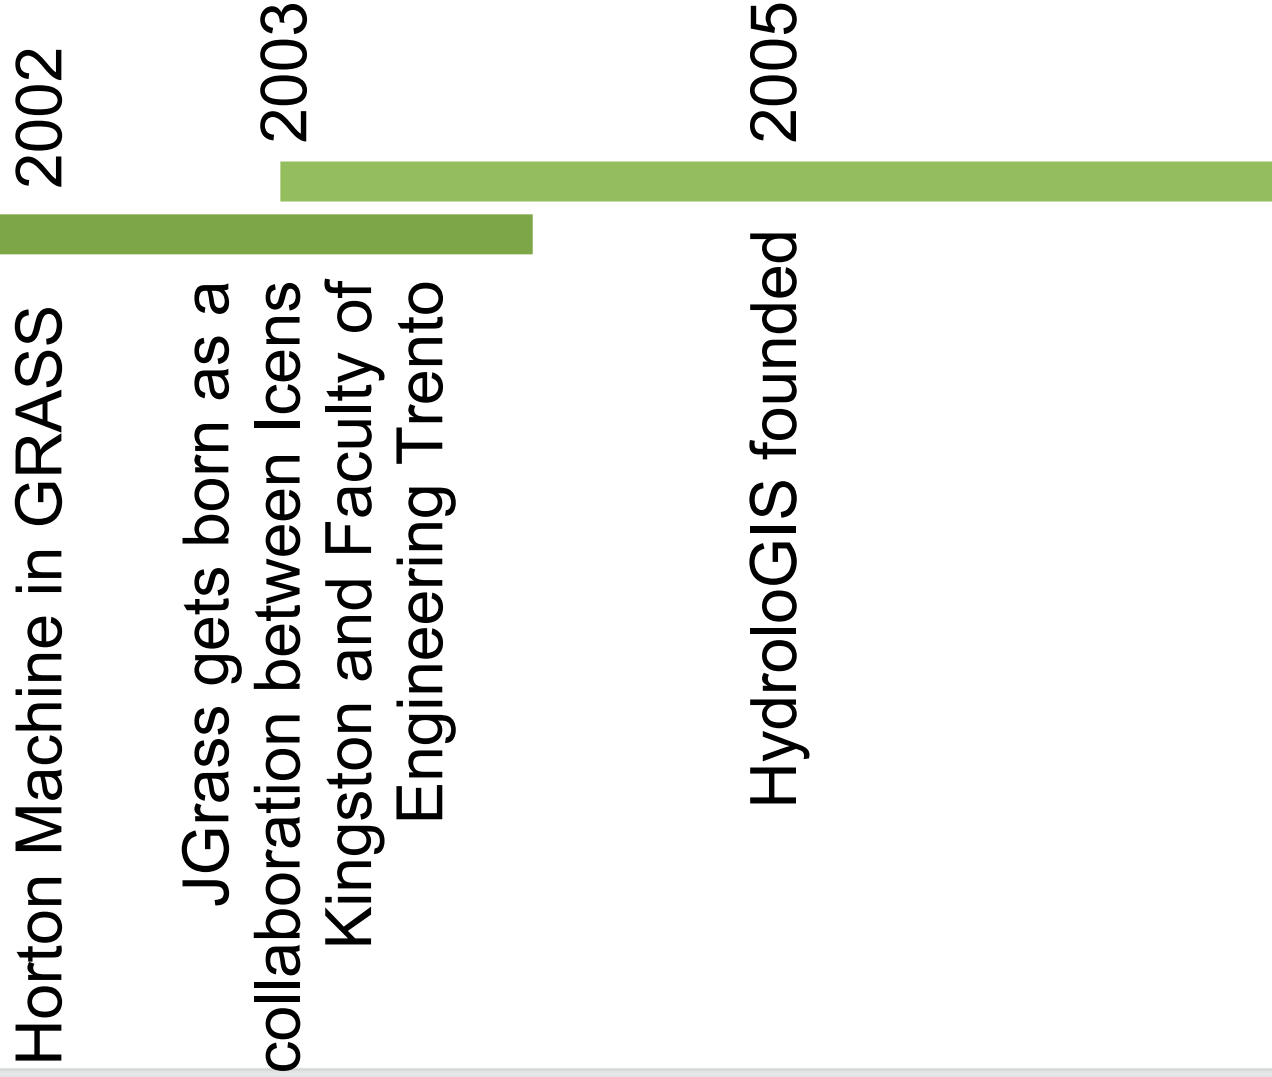 2002
Horton Machine in GRASS
2003
JGrass gets born as a
collaboration between Icens
Kingston and Faculty of
Engineering Trento
2005
HydroloGIS founded